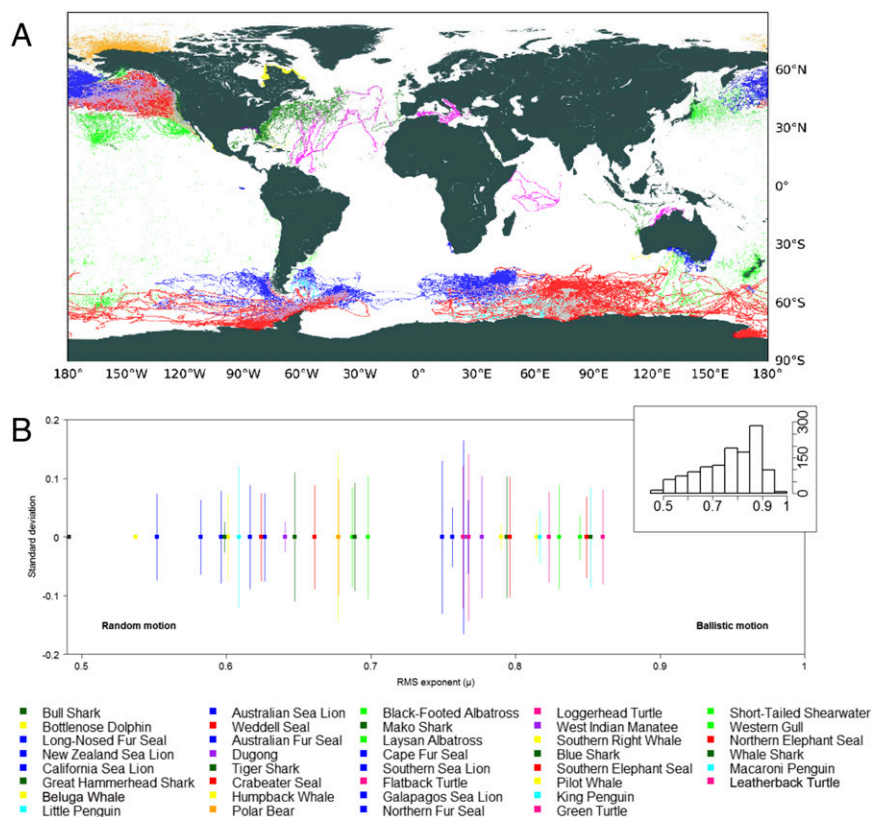 A
60°N
30°N
0°
30°S
60°S
90°S
180° 150°W 120°W 90°W 60°W 30°W 0° 30°E 60°E 90°E 120°E 150°E 180°
B
0.2
0.1
0
-0.1
-0.2
Standard deviation
Random motion
Ballistic motion
0.5 0.6 0.7 0.8 0.9 1
RMS exponent (μ)
300
150
0
0.5 0.7 0.9 1
Bull Shark
Bottlenose Dolphin
Long-Nosed Fur Seal
New Zealand Sea Lion
California Sea Lion
Great Hammerhead Shark
Beluga Whale
Little Penguin
Australian Sea Lion
Weddell Seal
Australian Fur Seal
Dugong
Tiger Shark
Crabeater Seal
Humpback Whale
Polar Bear
Black-Footed Albatross
Mako Shark
Laysan Albatross
Cape Fur Seal
Southern Sea Lion
Flatback Turtle
Galapagos Sea Lion
Northern Fur Seal
Loggerhead Turtle
West Indian Manatee
Southern Right Whale
Blue Shark
Southern Elephant Seal
Pilot Whale
King Penguin
Green Turtle
Short-Tailed Shearwater
Western Gull
Northern Elephant Seal
Whale Shark
Macaroni Penguin
Leatherback Turtle